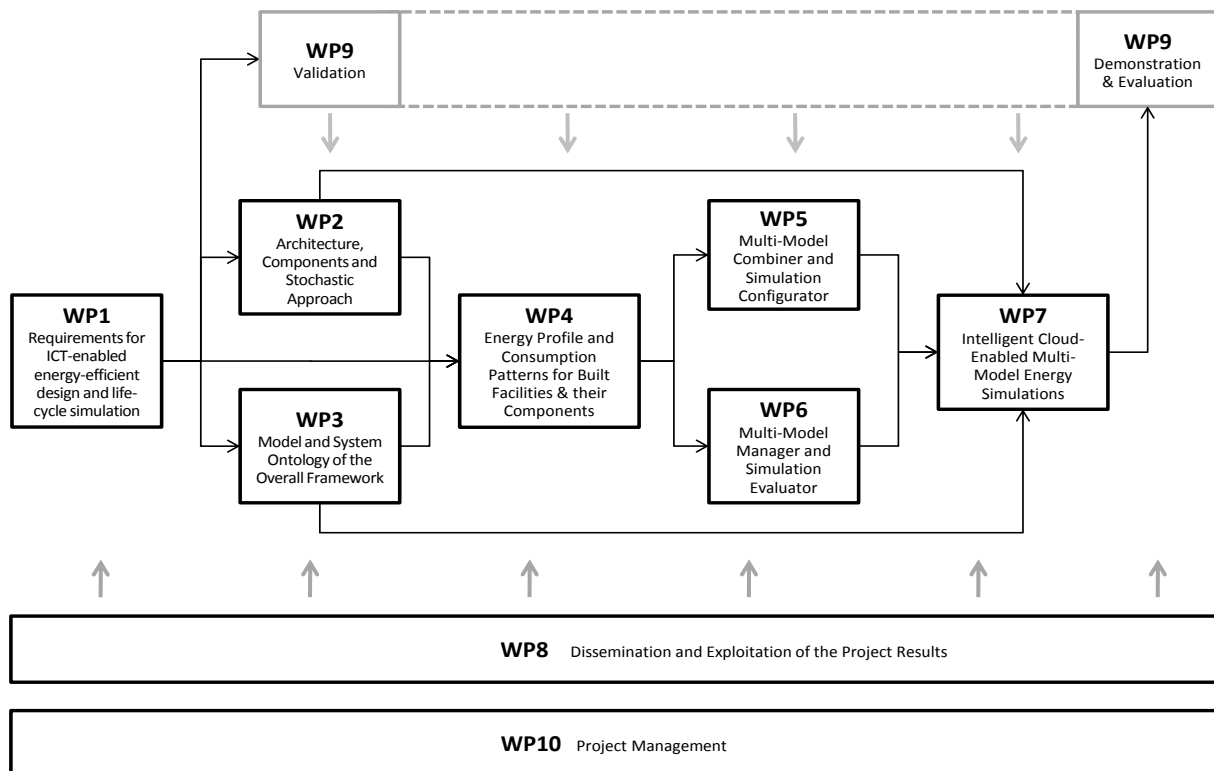 WP9
Validation
WP9
Demonstration
& Evaluation
WP2
Architecture,
Components and
Stochastic
Approach
WP5
Multi-Model
Combiner and
Simulation
Configurator
WP1
Requirements for
ICT-enabled
energy-efficient
design and life-
cycle simulation
WP4
Energy Profile and
Consumption
Patterns for Built
Facilities & their
Components
WP7
Intelligent Cloud-
Enabled Multi-
Model Energy
Simulations
WP3
Model and System
Ontology of the
Overall Framework
WP6
Multi-Model
Manager and
Simulation
Evaluator
WP8 Dissemination and Exploitation of the Project Results
WP10 Project Management